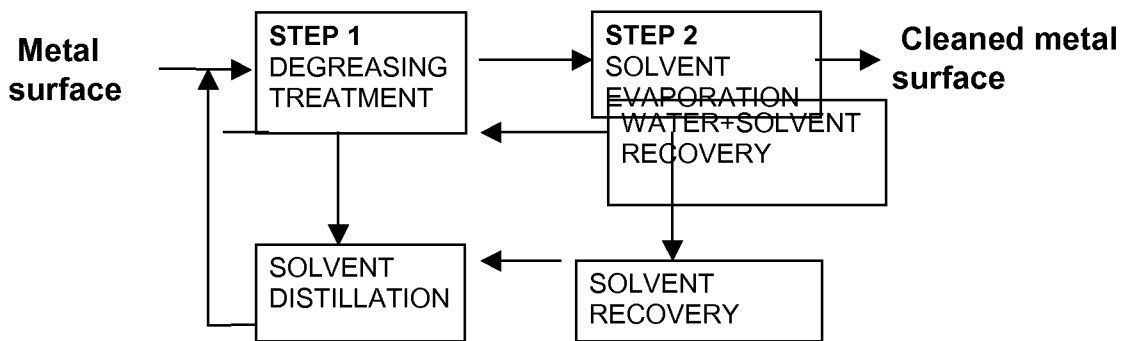 Metal
surface
STEP 1
DEGREASING
TREATMENT
STEP 2
SOLVENT
EVAPORATION
Cleaned metal
surface
WATER+SOLVENT
RECOVERY
SOLVENT
DISTILLATION
SOLVENT
RECOVERY